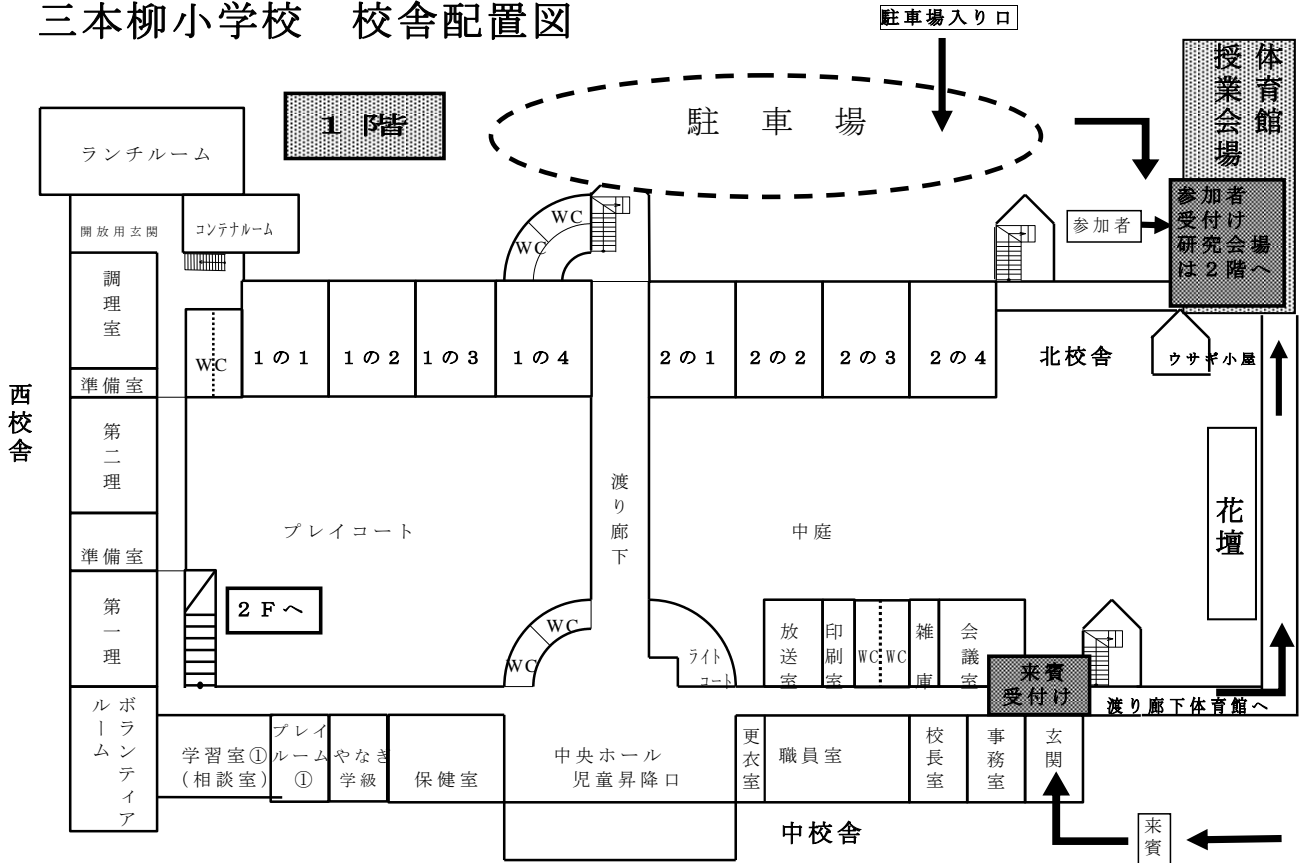 三本柳小学校　校舎配置図
駐車場入り口
体育館
授業会場
１階
駐　車　場
ランチルーム
参加者
受付け
研究会場
は２階へ
参加者
WC
WC
開放用玄関
コンテナルーム
調理室
WC
１の１
１の２
１の３
１の４
２の１
２の２
２の３
２の４
北校舎
ウサギ小屋
準備室
西校舎
第二理
渡り廊下
プレイコート
中庭
花壇
準備室
第一理
２Ｆへ
WC
WC
ライト
コート
放送室
印刷室
WC
WC
雑庫
会議室
来賓
受付け
渡り廊下体育館へ
ボランティア
ルーム
学習室①
(相談室)
プレイ
ルーム
①
やなぎ
学級
保健室
中央ホール
児童昇降口
更衣室
職員室
校長室
事務室
玄関
中校舎
来賓